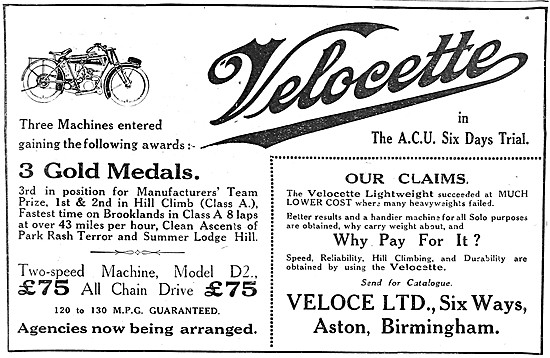 Velocette
in
The A.C.U. Six Days Trial.
Three Machines entered
gaining the following awards :-
3 Gold Medals.
3rd in position for Manufacturers' Team
Prize, 1st & 2nd in Hill Climb (Class A.),
Fastest time on Brooklands in Class A 8 laps
at over 43 miles per hour, Clean Ascents of
Park Rash Terror and Summer Lodge Hill.
Two-speed Machine, Model D2.,
£75 All Chain Drive £75
120 to 130 M.P.G. GUARANTEED.
Agencies now being arranged.
OUR CLAIMS.
The Velocette Lightweight succeeded at MUCH
LOWER COST where many heavyweights failed.
Better results and a handier machine for all Solo purposes
are obtained, why carry weight about, and
Why Pay For It ?
Speed, Reliability, Hill Climbing, and Durability are
obtained by using the Velocette.
Send for Catalogue.
VELOCE LTD., Six Ways,
Aston, Birmingham.